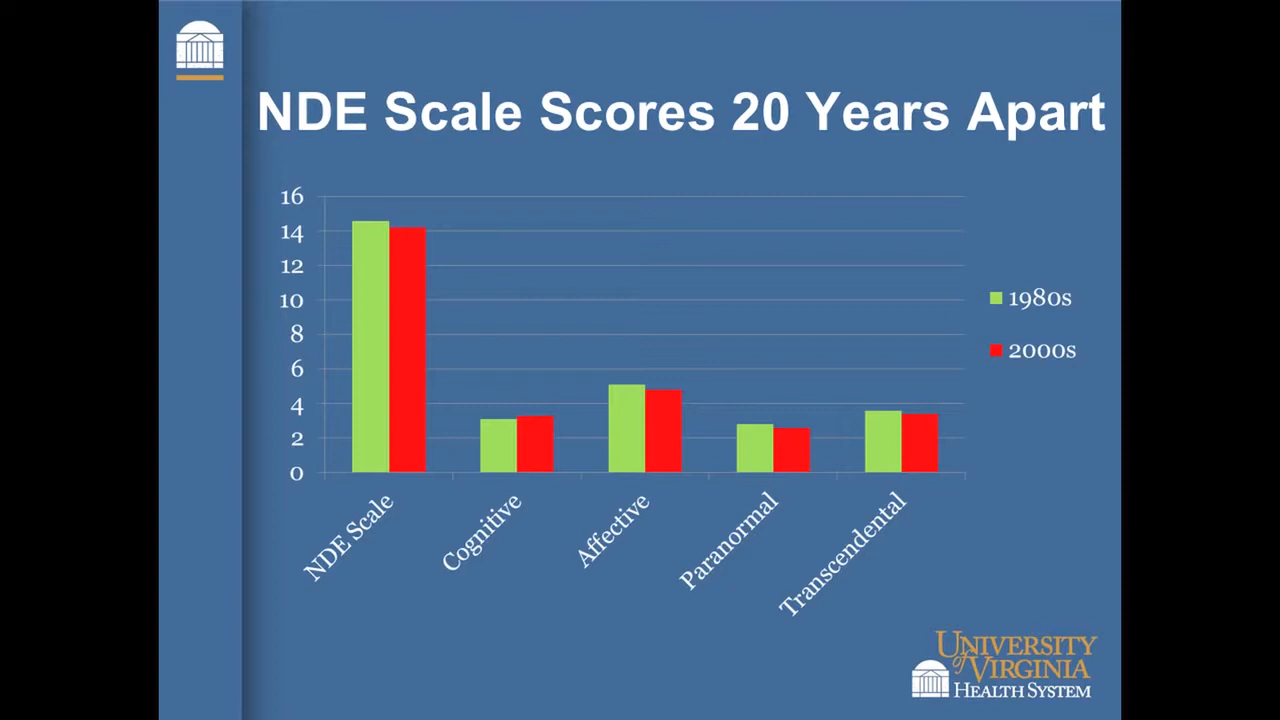 NDE Scale Scores 20 Years Apart
16
14
12
10
8
6
4
2
0
NDE Scale
Cognitive
Affective
Paranormal
Transcendental
1980s
2000s
UNIVERSITY
of VIRGINIA
HEALTH SYSTEM